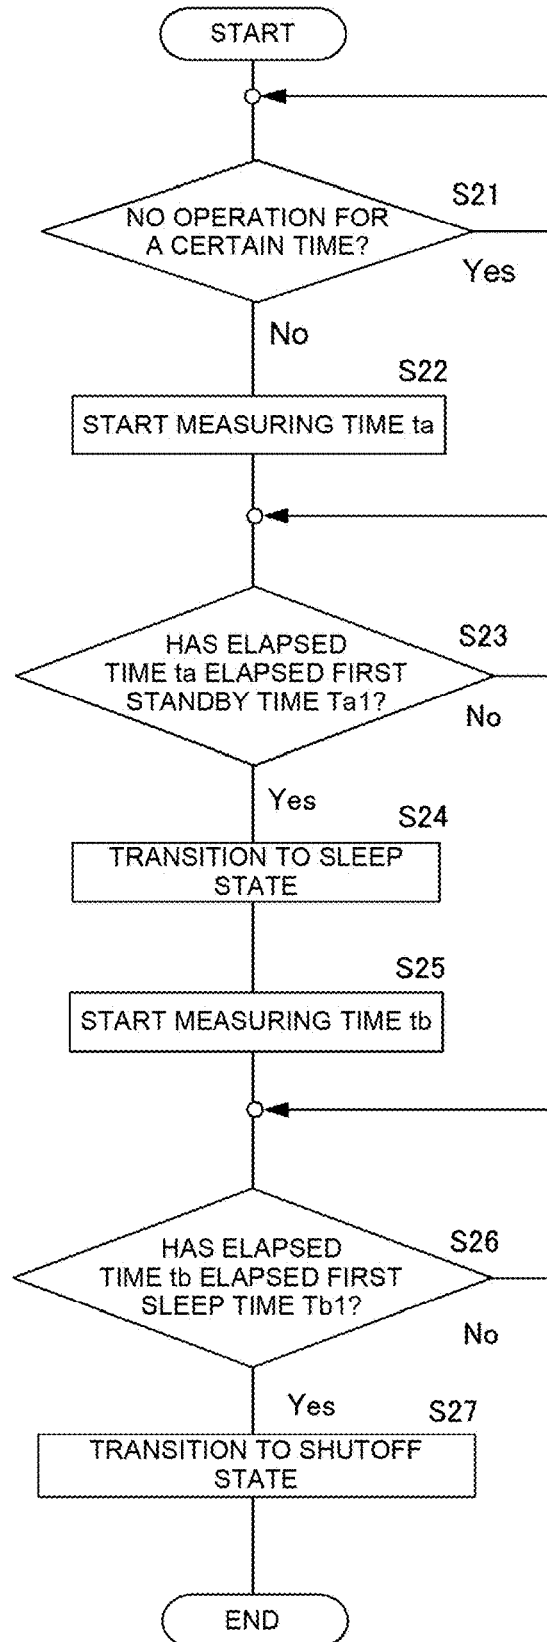 START
S21
NO OPERATION FOR
A CERTAIN TIME?
Yes
No
S22
START MEASURING TIME ta
S23
HAS ELAPSED
TIME ta ELAPSED FIRST
STANDBY TIME Ta1?
No
Yes
S24
TRANSITION TO SLEEP
STATE
S25
START MEASURING TIME tb
S26
HAS ELAPSED
TIME tb ELAPSED FIRST
SLEEP TIME Tb1?
No
Yes
S27
TRANSITION TO SHUTOFF
STATE
END